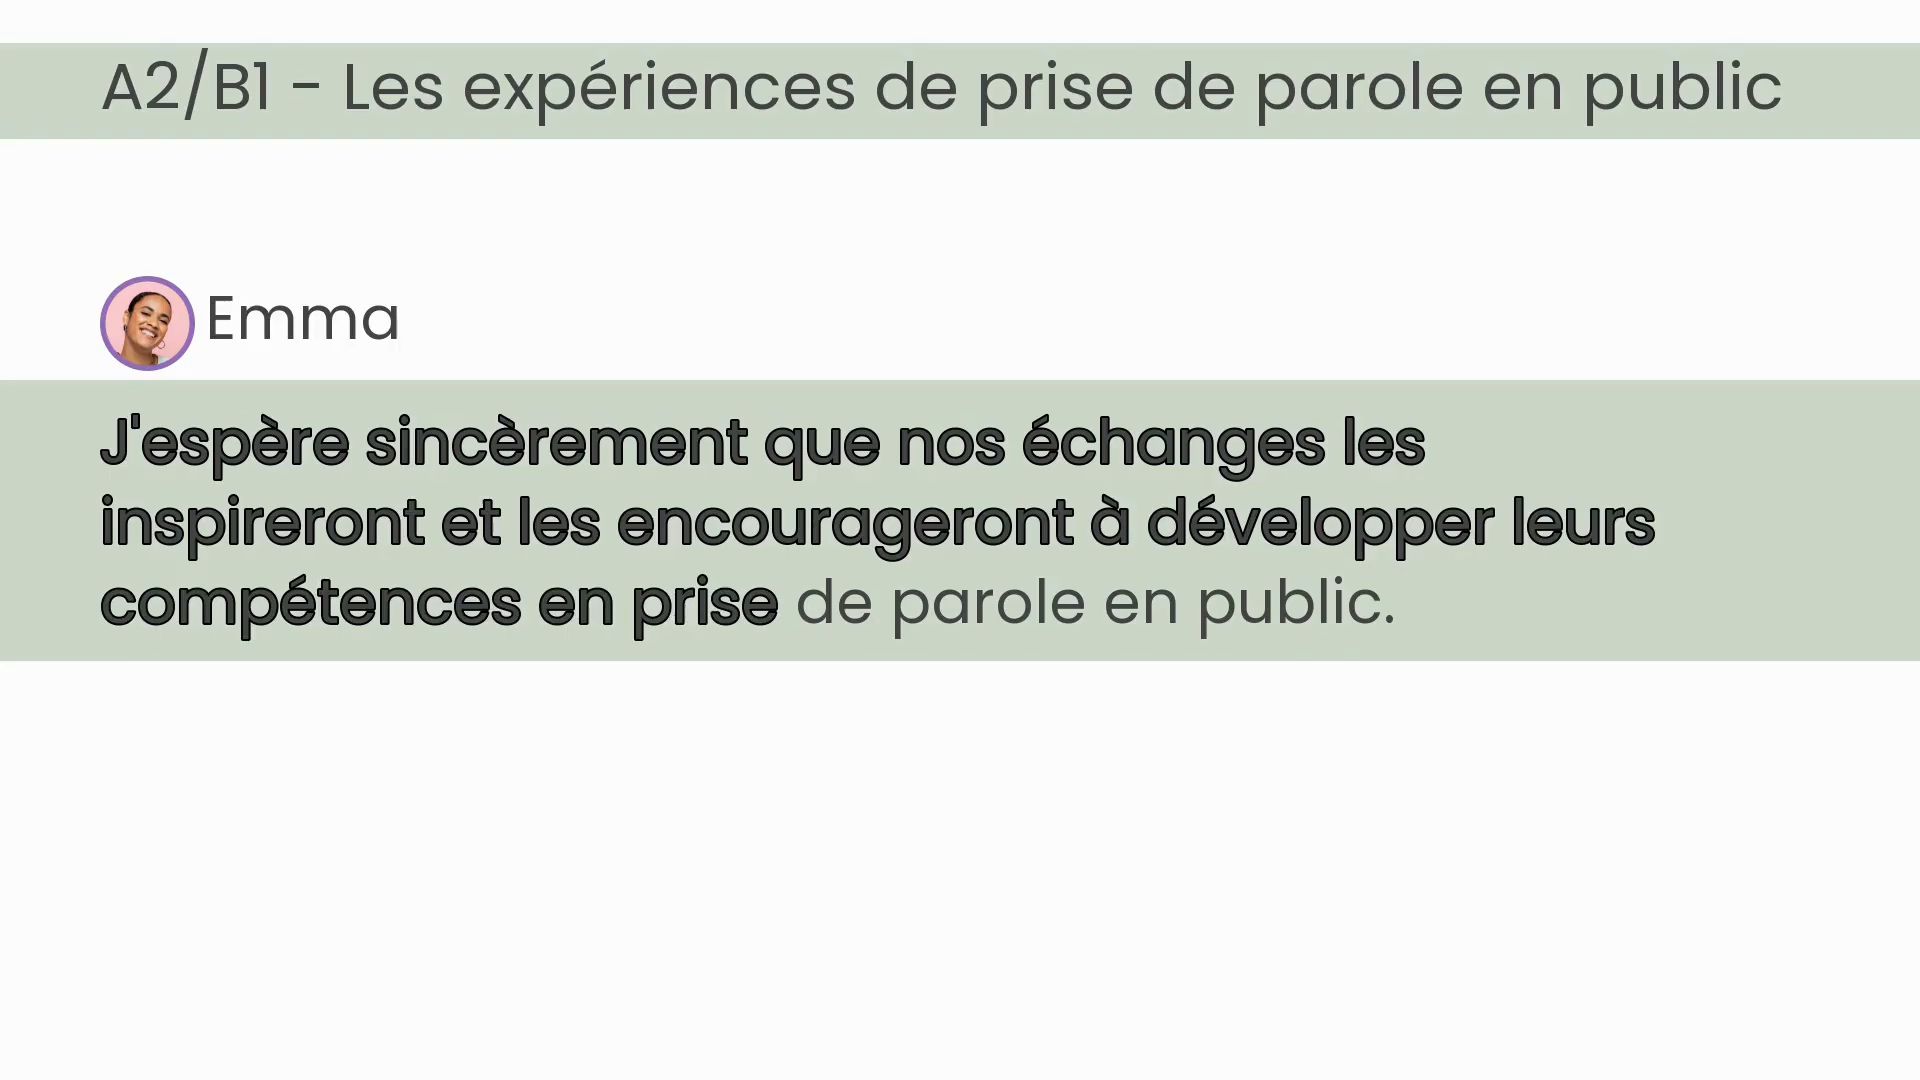 A2/B1 - Les expériences de prise de parole en public
Emma
J'espère sincèrement que nos échanges les
inspireront et les encourageront à développer leurs
compétences en prise de parole en public.